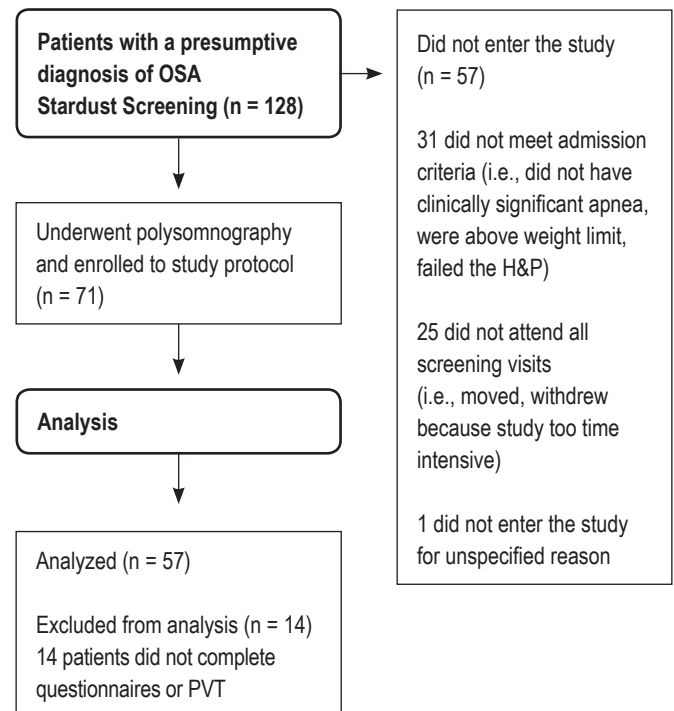 Patients with a presumptive
diagnosis of OSA
Stardust Screening (n = 128)
Did not enter the study
(n = 57)
31 did not meet admission
criteria (i.e., did not have
clinically significant apnea,
were above weight limit,
failed the H&P)
25 did not attend all
screening visits
(i.e., moved, withdrew
because study too time
intensive)
1 did not enter the study
for unspecified reason
Underwent polysomnography
and enrolled to study protocol
(n = 71)
Analysis
Analyzed (n = 57)
Excluded from analysis (n = 14)
14 patients did not complete
questionnaires or PVT